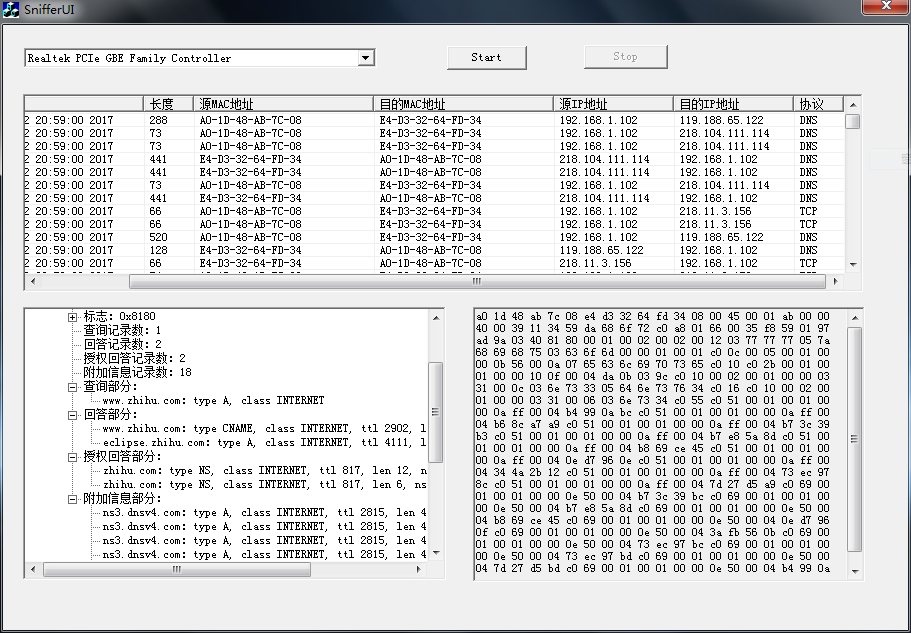 SnifferUI
Realtek PCIe GBE Family Controller
Start
Stop
长度 源MAC地址 目的MAC地址 源IP地址 目的IP地址 协议
2 20:59:00 2017 288 A0-1D-48-AB-7C-08 E4-D3-32-64-FD-34 192.168.1.102 119.188.65.122 DNS
2 20:59:00 2017 73 A0-1D-48-AB-7C-08 E4-D3-32-64-FD-34 192.168.1.102 218.104.111.114 DNS
2 20:59:00 2017 73 A0-1D-48-AB-7C-08 E4-D3-32-64-FD-34 192.168.1.102 218.104.111.114 DNS
2 20:59:00 2017 441 E4-D3-32-64-FD-34 A0-1D-48-AB-7C-08 218.104.111.114 192.168.1.102 DNS
2 20:59:00 2017 441 E4-D3-32-64-FD-34 A0-1D-48-AB-7C-08 218.104.111.114 192.168.1.102 DNS
2 20:59:00 2017 73 A0-1D-48-AB-7C-08 E4-D3-32-64-FD-34 192.168.1.102 218.104.111.114 DNS
2 20:59:00 2017 441 E4-D3-32-64-FD-34 A0-1D-48-AB-7C-08 218.104.111.114 192.168.1.102 DNS
2 20:59:00 2017 66 A0-1D-48-AB-7C-08 E4-D3-32-64-FD-34 192.168.1.102 218.11.3.156 TCP
2 20:59:00 2017 66 A0-1D-48-AB-7C-08 E4-D3-32-64-FD-34 192.168.1.102 218.11.3.156 TCP
2 20:59:00 2017 520 A0-1D-48-AB-7C-08 E4-D3-32-64-FD-34 192.168.1.102 119.188.65.122 DNS
2 20:59:00 2017 128 E4-D3-32-64-FD-34 A0-1D-48-AB-7C-08 119.188.65.122 192.168.1.102 DNS
2 20:59:00 2017 66 E4-D3-32-64-FD-34 A0-1D-48-AB-7C-08 218.11.3.156 192.168.1.102 TCP
标志: 0x8180
查询记录数: 1
回答记录数: 2
授权回答记录数: 2
附加信息记录数: 18
查询部分:
www.zhihu.com: type A, class INTERNET
回答部分:
www.zhihu.com: type CNAME, class INTERNET, ttl 2902, l
eclipse.zhihu.com: type A, class INTERNET, ttl 4111, l
授权回答部分:
zhihu.com: type NS, class INTERNET, ttl 817, len 12, n
zhihu.com: type NS, class INTERNET, ttl 817, len 6, ns
附加信息部分:
ns3.dnsv4.com: type A, class INTERNET, ttl 2815, len 4
ns3.dnsv4.com: type A, class INTERNET, ttl 2815, len 4
ns3.dnsv4.com: type A, class INTERNET, ttl 2815, len 4
ns3.dnsv4.com: type A, class INTERNET, ttl 2815, len 4
a0 1d 48 ab 7c 08 e4 d3 32 64 fd 34 08 00 45 00 01 ab 00 00
40 00 39 11 34 59 da 68 6f 72 c0 a8 01 66 00 35 f8 59 01 97
ad 9a 03 40 81 80 00 01 00 02 00 02 00 12 03 77 77 77 05 7a
68 69 68 75 03 63 6f 6d 00 00 01 00 01 c0 0c 00 05 00 01 00
00 0b 56 00 0a 07 65 63 6c 69 70 73 65 c0 10 c0 2b 00 01 00
01 00 00 10 0f 00 04 da 0b 03 9c c0 10 00 02 00 01 00 00 03
31 00 0c 03 6e 73 33 05 64 6e 73 76 34 c0 16 c0 10 00 02 00
01 00 00 03 31 00 06 03 6e 73 34 c0 55 c0 51 00 01 00 01 00
00 0a ff 00 04 b4 99 0a bc c0 51 00 01 00 01 00 00 0a ff 00
04 b6 8c a7 a9 c0 51 00 01 00 01 00 00 0a ff 00 04 b7 3c 39
b3 c0 51 00 01 00 01 00 00 0a ff 00 04 b7 e8 5a 8d c0 51 00
01 00 01 00 00 0a ff 00 04 b8 69 ce 45 c0 51 00 01 00 01 00
00 0a ff 00 04 0e d7 96 0e c0 51 00 01 00 01 00 00 0a ff 00
04 34 4a 2b 12 c0 51 00 01 00 01 00 00 0a ff 00 04 73 ec 97
8c c0 51 00 01 00 01 00 00 0a ff 00 04 7d 27 d5 a9 c0 69 00
01 00 01 00 00 0e 50 00 04 b7 3c 39 bc c0 69 00 01 00 01 00
00 0e 50 00 04 b7 e8 5a 8d c0 69 00 01 00 01 00 00 0e 50 00
04 b8 69 ce 45 c0 69 00 01 00 01 00 00 0e 50 00 04 0e d7 96
0f c0 69 00 01 00 01 00 00 0e 50 00 04 3a fb 56 0b c0 69 00
01 00 01 00 00 0e 50 00 04 73 ec 97 bc c0 69 00 01 00 01 00
00 0e 50 00 04 73 ec 97 bd c0 69 00 01 00 01 00 00 0e 50 00
04 7d 27 d5 bd c0 69 00 01 00 01 00 00 0e 50 00 04 b4 99 0a